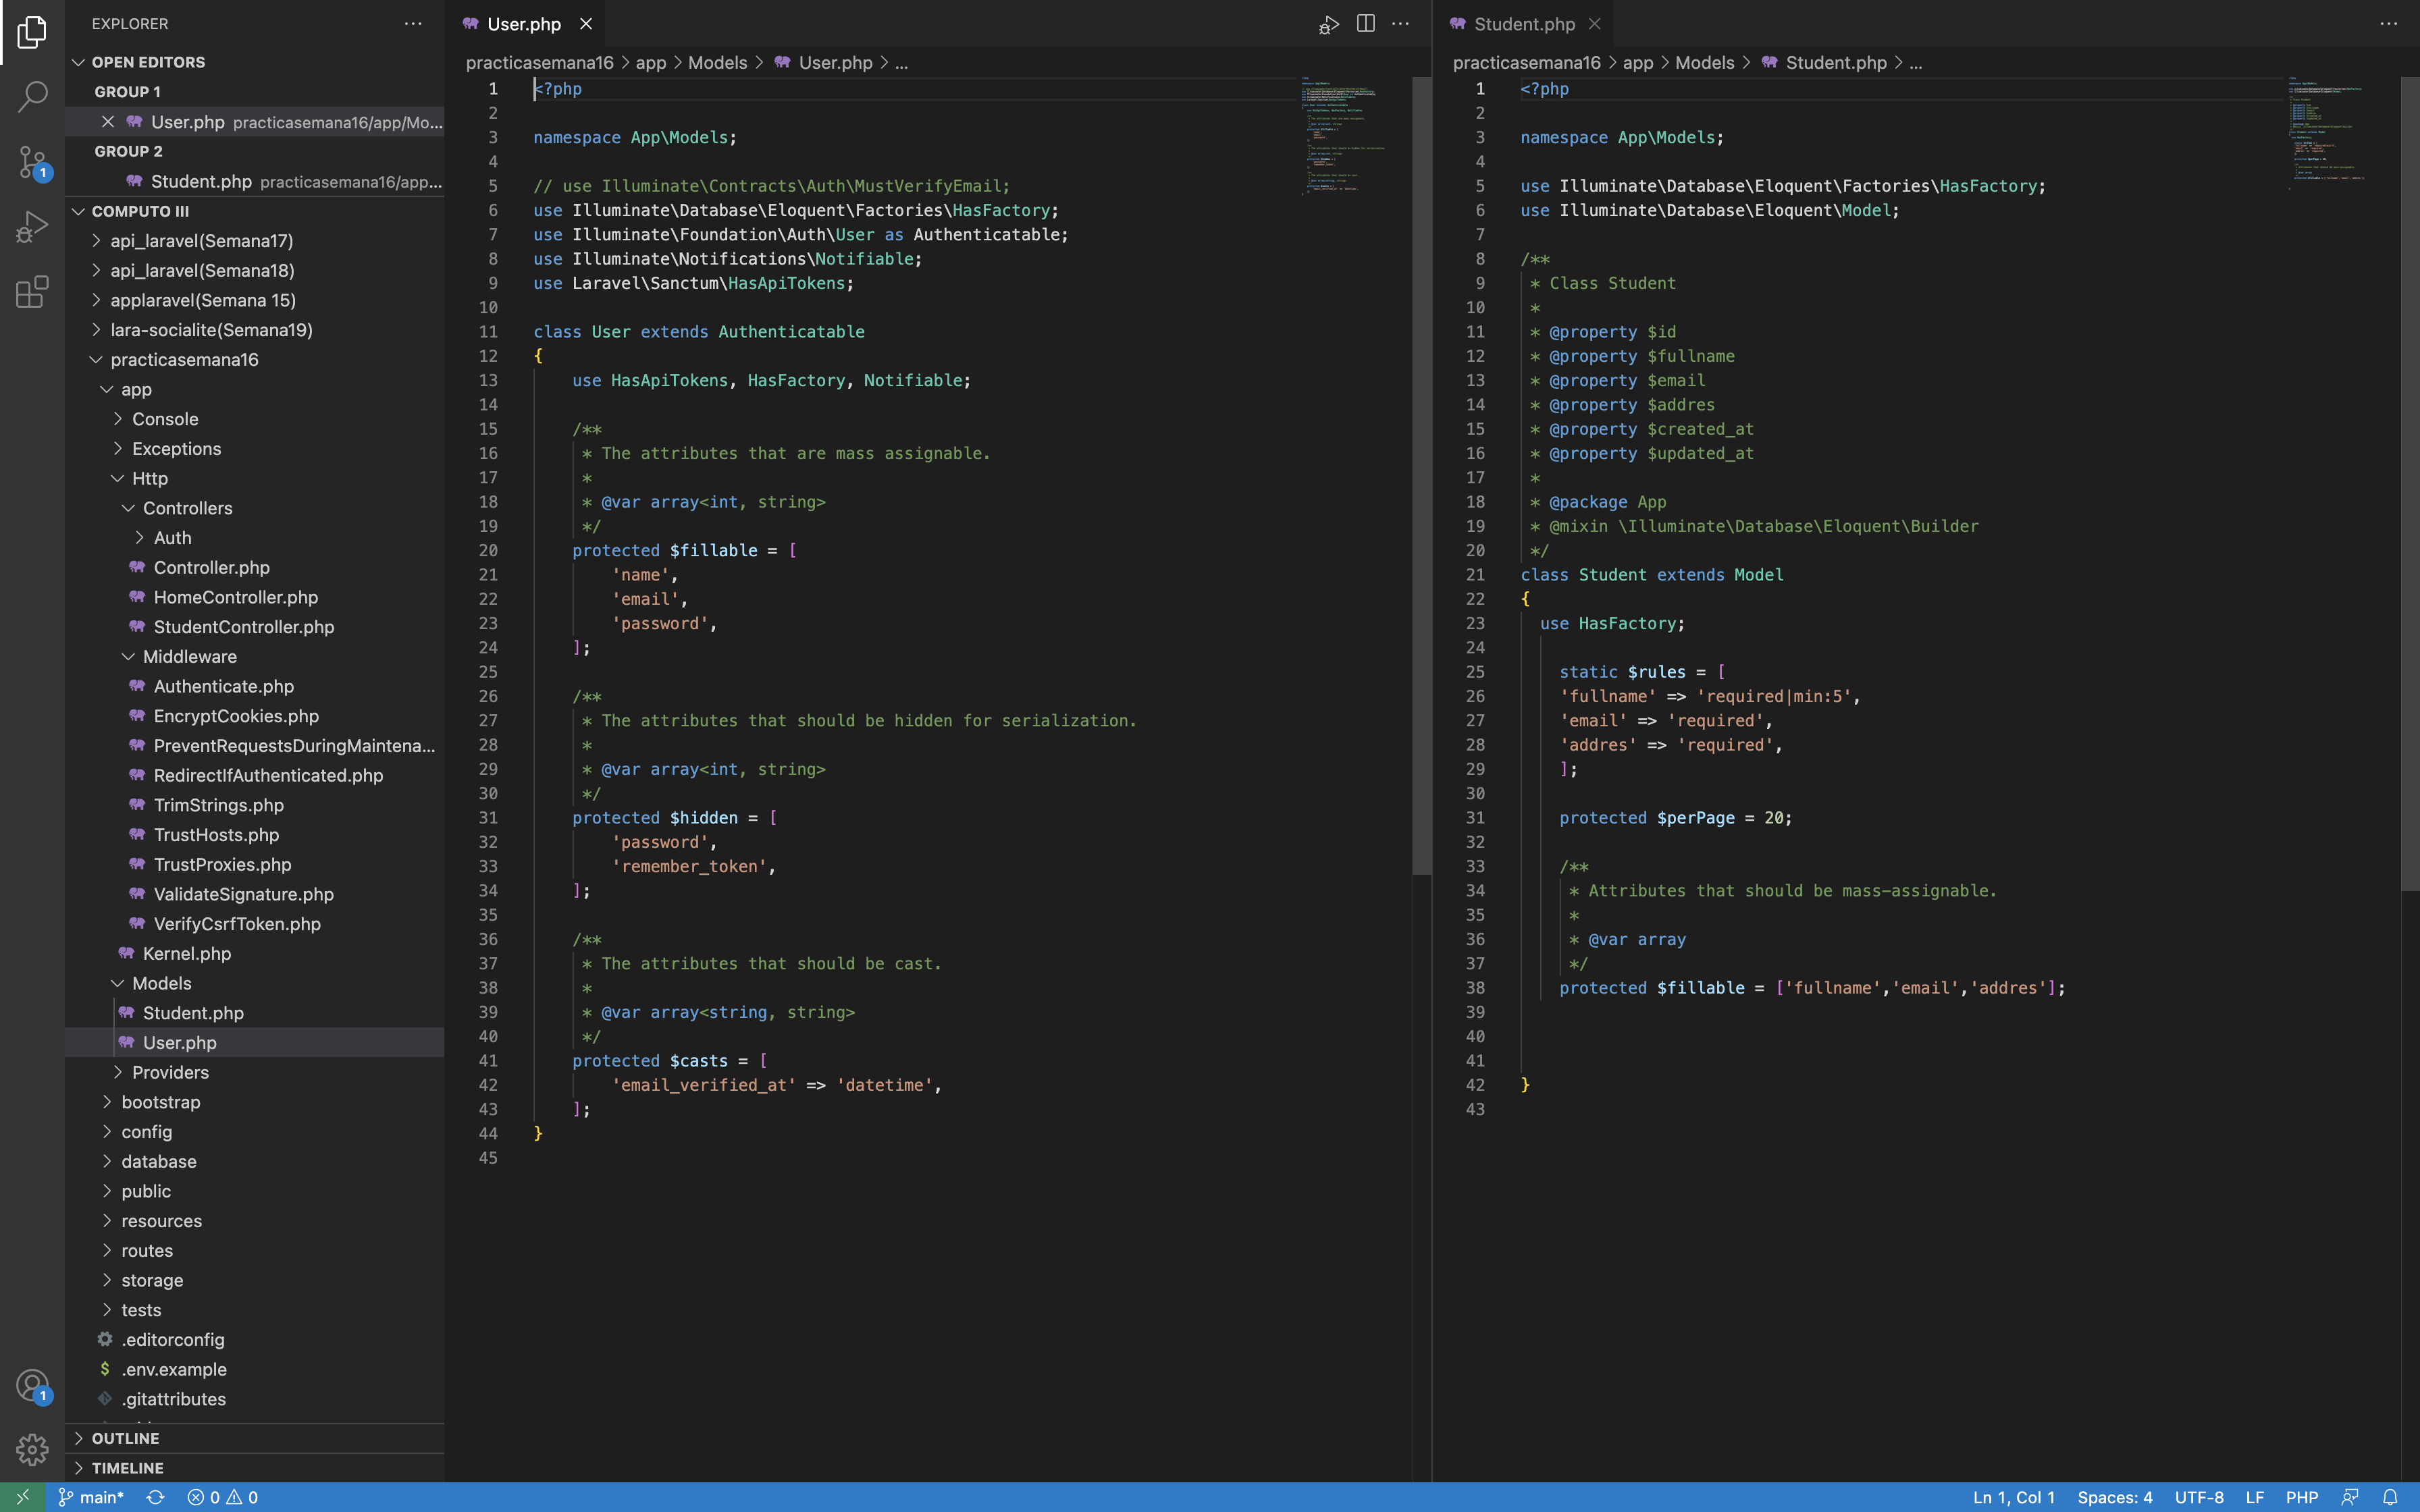 EXPLORER
OPEN EDITORS
GROUP 1
User.php practicasemana16/app/Mo...
GROUP 2
Student.php practicasemana16/app...
COMPUTO III
api_laravel(Semana17)
api_laravel(Semana18)
applaravel(Semana 15)
lara-socialite(Semana19)
practicasemana16
app
Console
Exceptions
Http
Controllers
Auth
Controller.php
HomeController.php
StudentController.php
Middleware
Authenticate.php
EncryptCookies.php
PreventRequestsDuringMaintena...
RedirectIfAuthenticated.php
TrimStrings.php
TrustHosts.php
TrustProxies.php
ValidateSignature.php
VerifyCsrfToken.php
Kernel.php
Models
Student.php
User.php
Providers
bootstrap
config
database
public
resources
routes
storage
tests
.editorconfig
.env.example
.gitattributes
OUTLINE
TIMELINE
1
1
User.php
practicasemana16 > app > Models > User.php > ...
1 <?php
2
3 namespace App\Models;
4
5 // use Illuminate\Contracts\Auth\MustVerifyEmail;
6 use Illuminate\Database\Eloquent\Factories\HasFactory;
7 use Illuminate\Foundation\Auth\User as Authenticatable;
8 use Illuminate\Notifications\Notifiable;
9 use Laravel\Sanctum\HasApiTokens;
10
11 class User extends Authenticatable
12 {
13 use HasApiTokens, HasFactory, Notifiable;
14
15 /**
16 * The attributes that are mass assignable.
17 *
18 * @var array<int, string>
19 */
20 protected $fillable = [
21 'name',
22 'email',
23 'password',
24 ];
25
26 /**
27 * The attributes that should be hidden for serialization.
28 *
29 * @var array<int, string>
30 */
31 protected $hidden = [
32 'password',
33 'remember_token',
34 ];
35
36 /**
37 * The attributes that should be cast.
38 *
39 * @var array<string, string>
40 */
41 protected $casts = [
42 'email_verified_at' => 'datetime',
43 ];
44 }
45
Student.php
practicasemana16 > app > Models > Student.php > ...
1 <?php
2
3 namespace App\Models;
4
5 use Illuminate\Database\Eloquent\Factories\HasFactory;
6 use Illuminate\Database\Eloquent\Model;
7
8 /**
9 * Class Student
10 *
11 * @property $id
12 * @property $fullname
13 * @property $email
14 * @property $addres
15 * @property $created_at
16 * @property $updated_at
17 *
18 * @package App
19 * @mixin \Illuminate\Database\Eloquent\Builder
20 */
21 class Student extends Model
22 {
23 use HasFactory;
24
25 static $rules = [
26 'fullname' => 'required|min:5',
27 'email' => 'required',
28 'addres' => 'required',
29 ];
30
31 protected $perPage = 20;
32
33 /**
34 * Attributes that should be mass-assignable.
35 *
36 * @var array
37 */
38 protected $fillable = ['fullname','email','addres'];
39
40
41
42 }
43
main* 0 0
Ln 1, Col 1 Spaces: 4 UTF-8 LF PHP